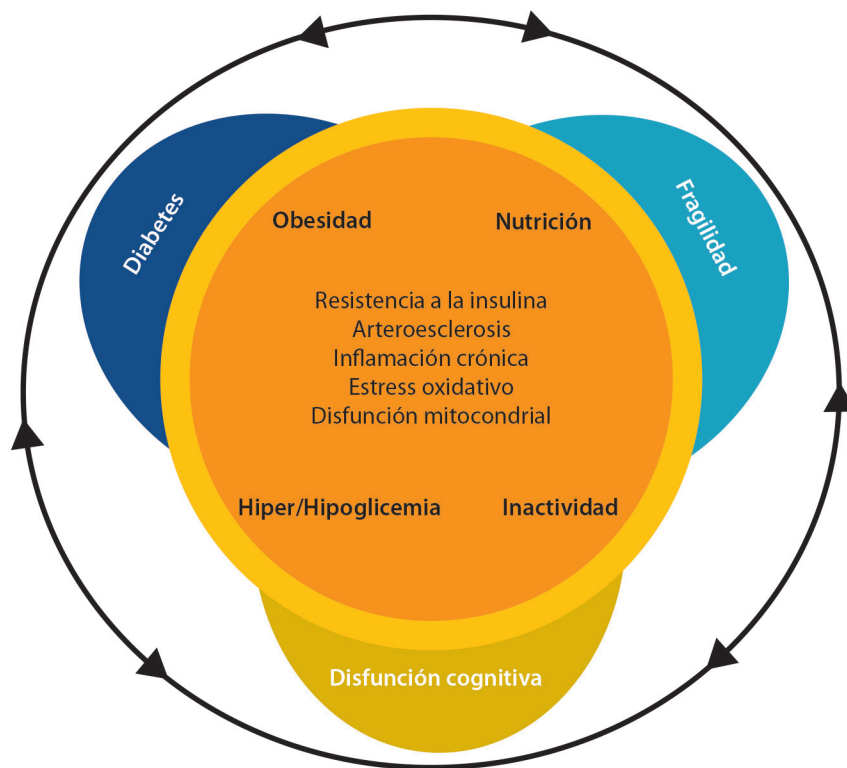 Diabetes
Fragilidad
Obesidad
Nutrición
Resistencia a la insulina
Arteroesclerosis
Inflamación crónica
Estress oxidativo
Disfunción mitocondrial
Hiper/Hipoglicemia
Inactividad
Disfunción cognitiva